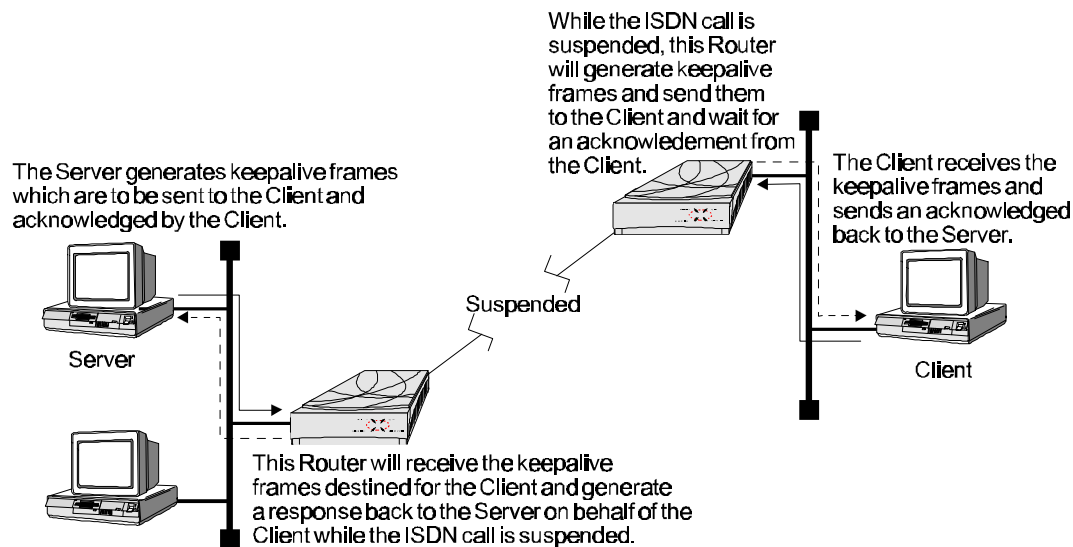 While the ISDN call is
suspended, this Router
will generate keepalive
frames and send them
to the Client and wait for
an acknowledement from
the Client.
The Server generates keepalive frames
which are to be sent to the Client and
acknowledged by the Client.
The Client receives the
keepalive frames and
sends an acknowledged
back to the Server.
Suspended
Server
Client
This Router will receive the keepalive
frames destined for the Client and generate
a response back to the Server on behalf of the
Client while the ISDN call is suspended.